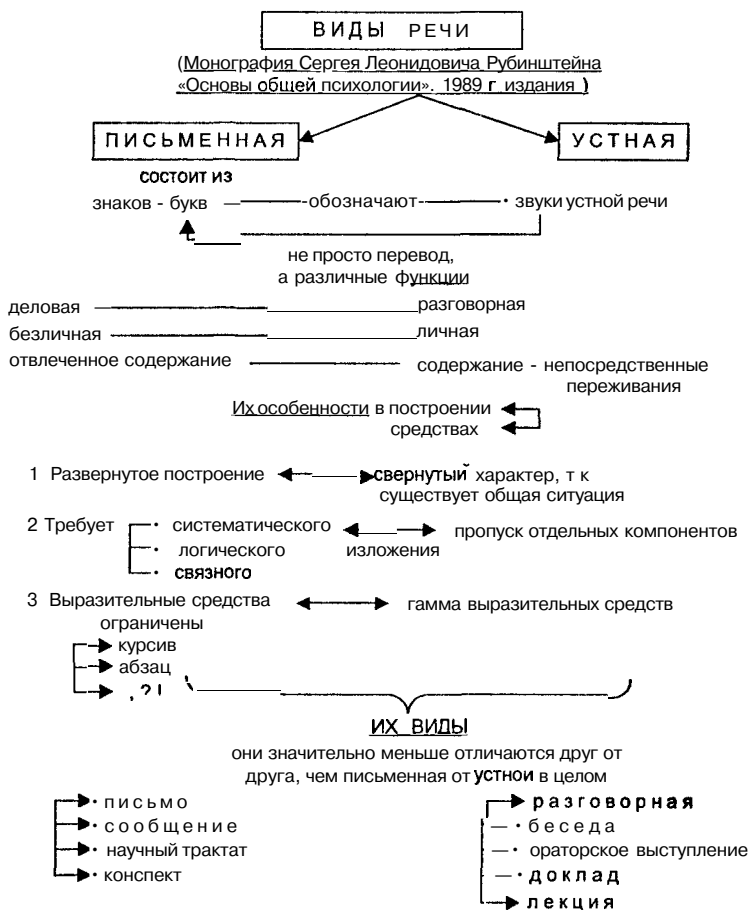 ВИДЫ РЕЧИ
(Монография Сергея Леонидовича Рубинштейна
«Основы общей психологии». 1989 г издания )
ПИСЬМЕННАЯ УСТНАЯ
состоит из
знаков - букв обозначают звуки устной речи
не просто перевод,
а различные функции
деловая разговорная
безличная личная
отвлеченное содержание содержание - непосредственные
переживания
Их особенности в построении
средствах
1 Развернутое построение свернутый характер, т к
существует общая ситуация
2 Требует • систематического пропуск отдельных компонентов
• логического изложения
• связного
3 Выразительные средства гамма выразительных средств
ограничены
курсив
абзац
, ? !
ИХ ВИДЫ
они значительно меньше отличаются друг от
друга, чем письменная от устнои в целом
• письмо разговорная
• сообщение • беседа
• научный трактат • ораторское выступление
• конспект • доклад
лекция